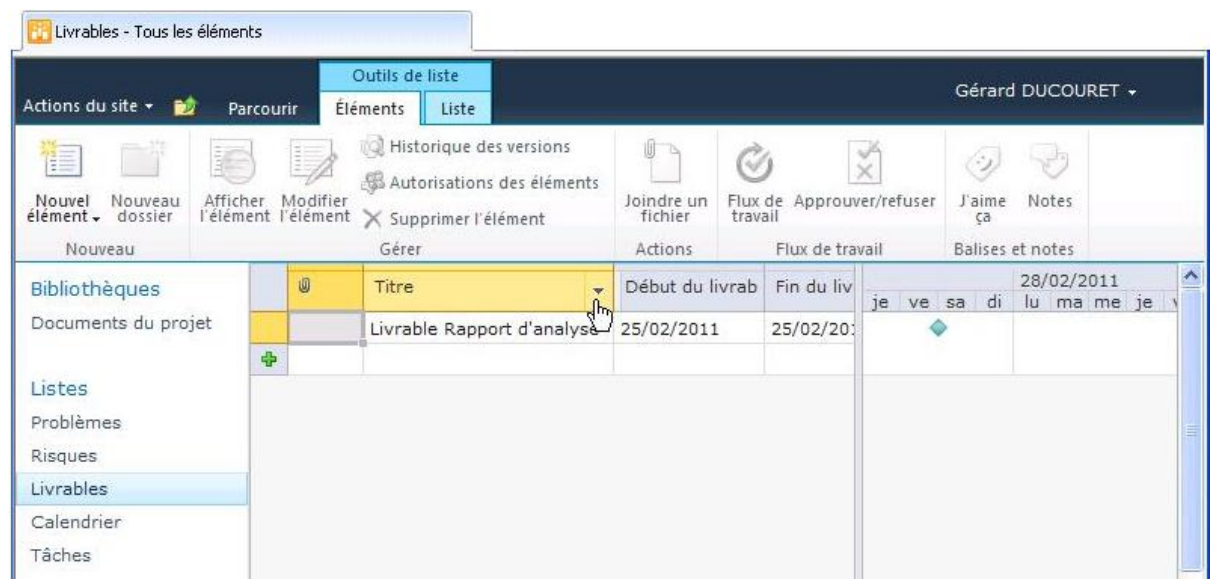 Livrables - Tous les éléments
Outils de liste
Gérard DUCOURET
Actions du site
Parcourir
Éléments
Liste
Nouvel élément
Nouveau dossier
Afficher l'élément
Modifier l'élément
Historique des versions
Autorisations des éléments
Supprimer l'élément
Joindre un fichier
Flux de travail
Approuver/refuser
J'aime ça
Notes
Nouveau
Gérer
Actions
Flux de travail
Balises et notes
Bibliothèques
Documents du projet
Listes
Problèmes
Risques
Livrables
Calendrier
Tâches
Titre
Début du livrab
Fin du liv
28/02/2011
je ve sa di lu ma me je
Livrable Rapport d'analyse
25/02/2011
25/02/20